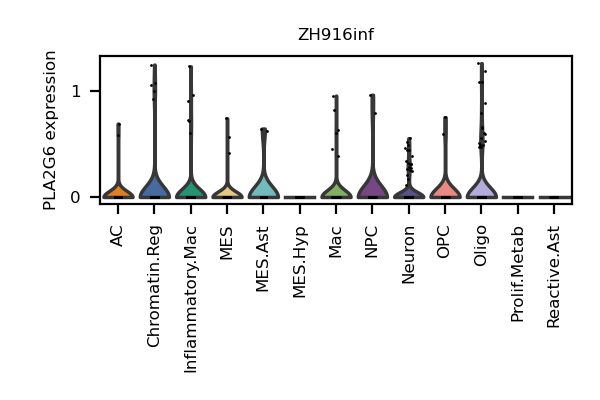 ZH916inf
PLA2G6 expression
1
0
AC
Chromatin.Reg
Inflammatory.Mac
MES
MES.Ast
MES.Hyp
Mac
NPC
Neuron
OPC
Oligo
Prolif.Metab
Reactive.Ast